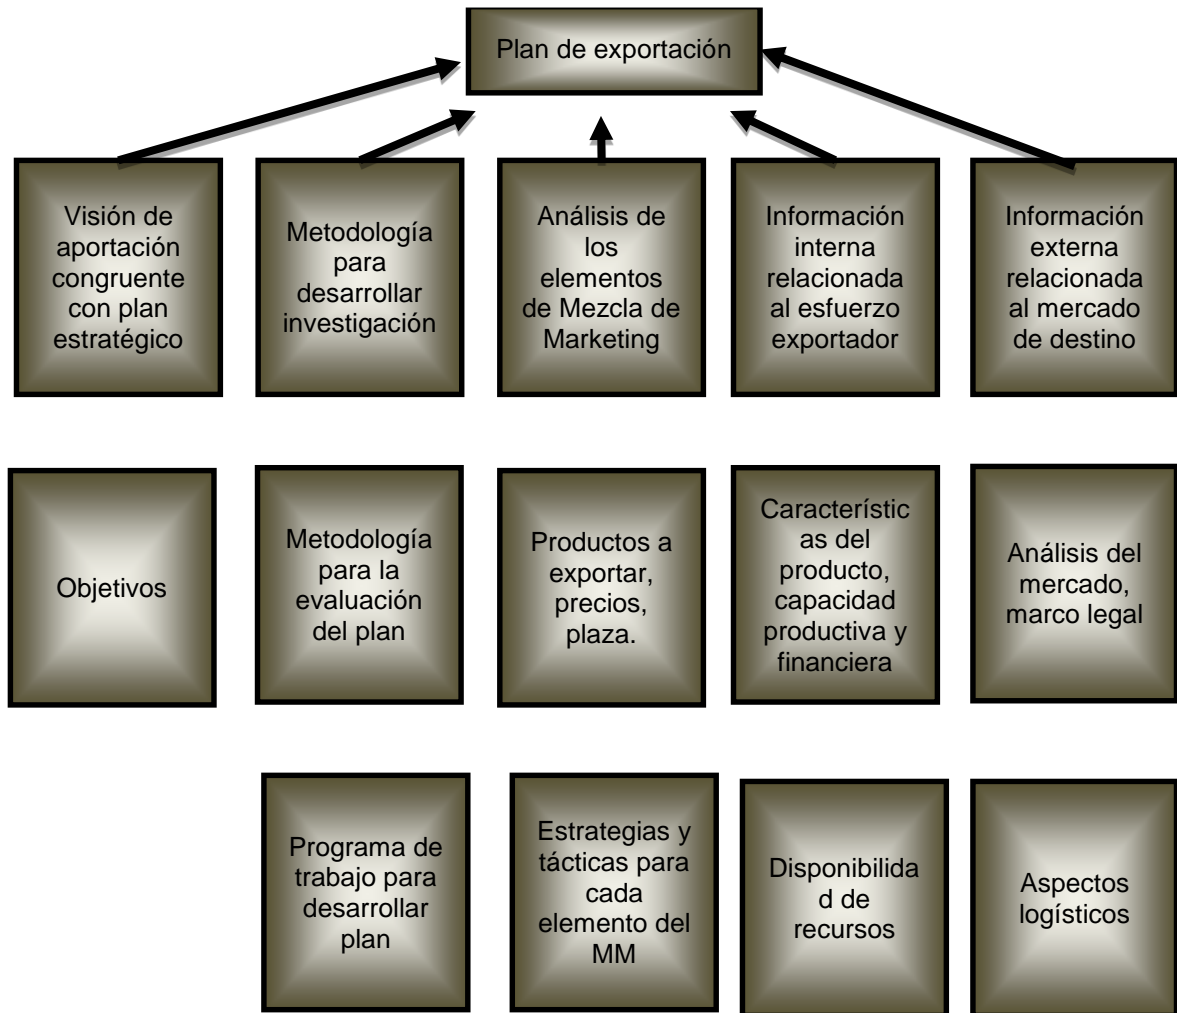 Plan de exportación
Visión de
aportación
congruente
con plan
estratégico
Metodología
para
desarrollar
investigación
Análisis de
los
elementos
de Mezcla de
Marketing
Información
interna
relacionada
al esfuerzo
exportador
Información
externa
relacionada
al mercado
de destino
Objetivos
Metodología
para la
evaluación
del plan
Productos a
exportar,
precios,
plaza.
Característic
as del
producto,
capacidad
productiva y
financiera
Análisis del
mercado,
marco legal
Programa de
trabajo para
desarrollar
plan
Estrategias y
tácticas para
cada
elemento del
MM
Disponibilida
d de
recursos
Aspectos
logísticos